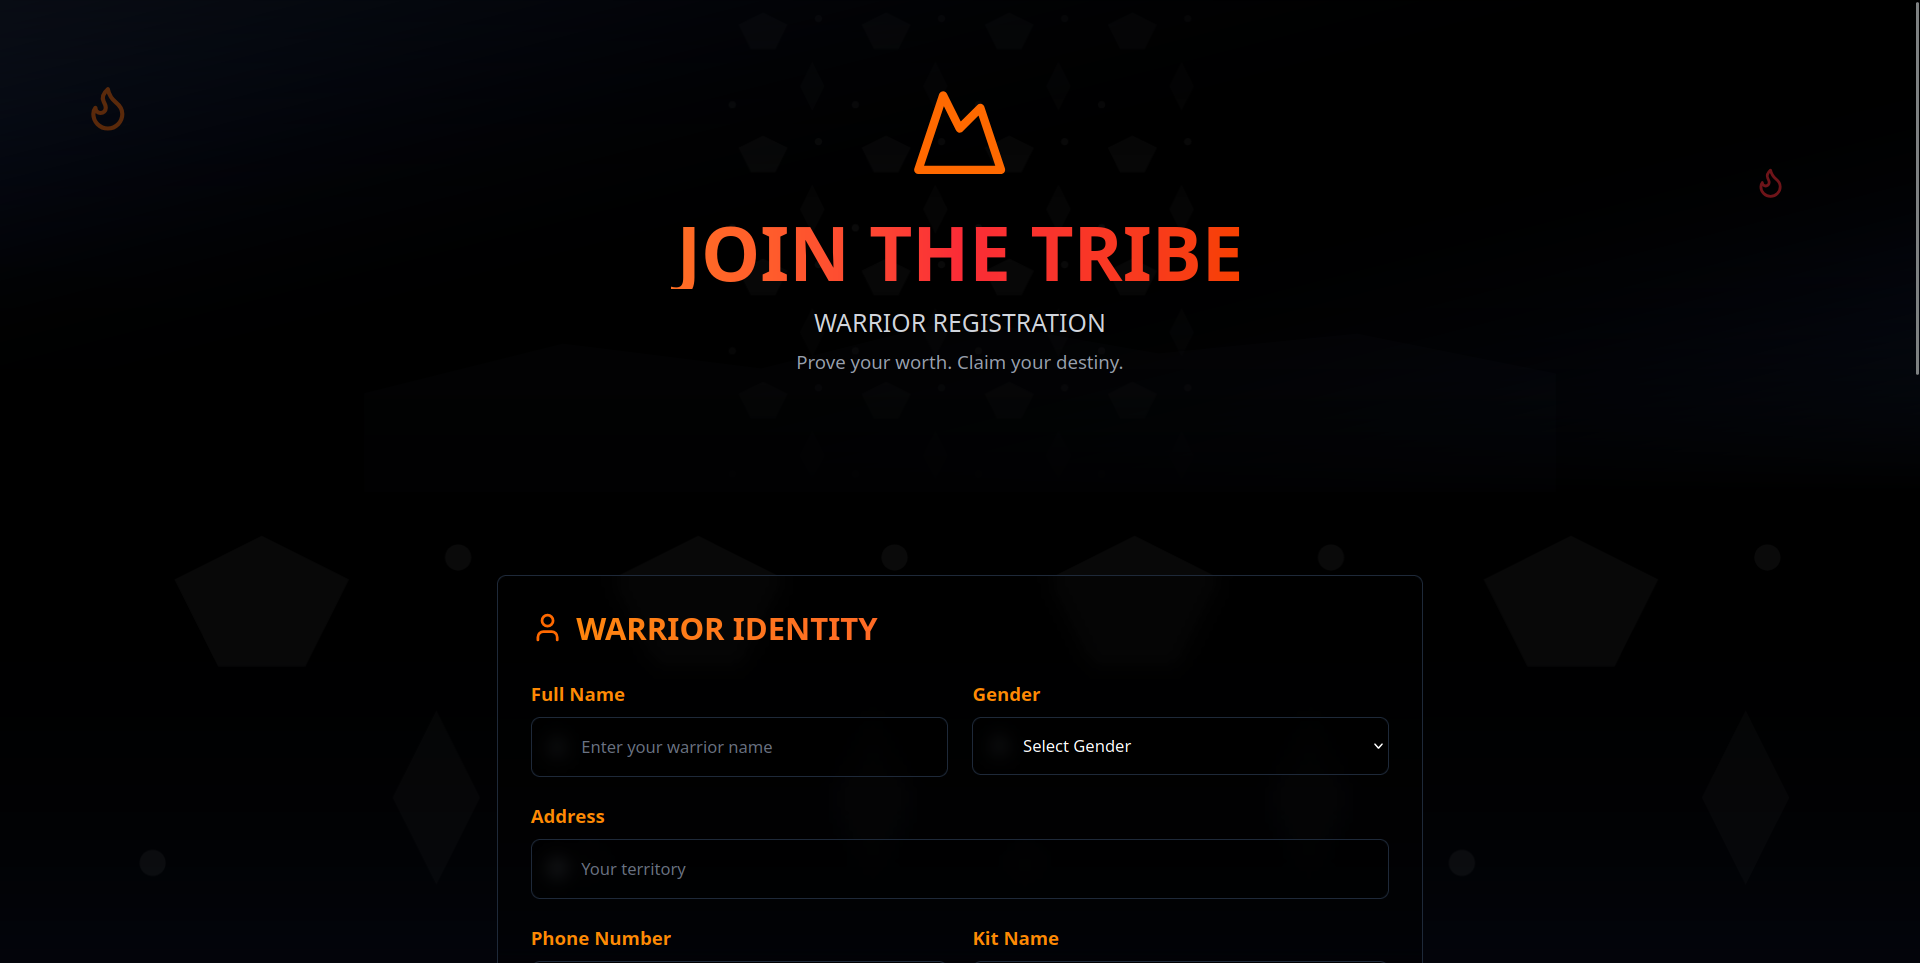 JOIN THE TRIBE
WARRIOR REGISTRATION
Prove your worth. Claim your destiny.
WARRIOR IDENTITY
Full Name
Gender
Enter your warrior name
Select Gender
Address
Your territory
Phone Number
Kit Name